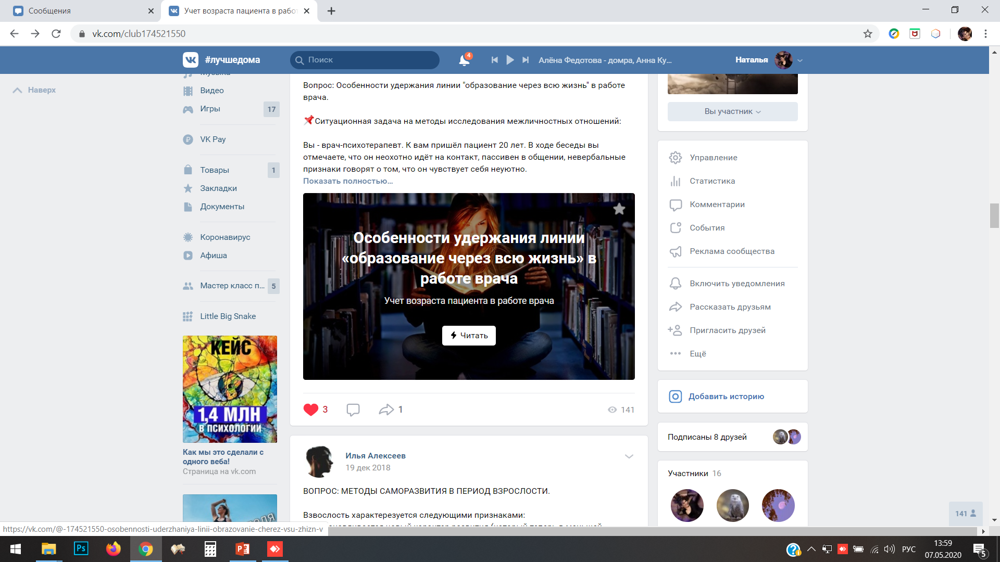 Сообщения
Учет возраста пациента в работ
vk.com/club174521550
#лучшедома
Поиск
4
Алёна Федотова - домра, Анна Ку...
Наталья
Наверх
Музыка
Видео
Игры
17
VK Pay
Товары
1
Закладки
Документы
Коронавирус
Афиша
Мастер класс п...
5
Little Big Snake
КЕЙС
1,4 МЛН
В ПСИХОЛОГИИ
Как мы это сделали с
одного веба!
Страница на vk.com
Вопрос: Особенности удержания линии "образование через всю жизнь" в работе
врача.
Ситуационная задача на методы исследования межличностных отношений:
Вы - врач-психотерапевт. К вам пришёл пациент 20 лет. В ходе беседы вы
отмечаете, что он неохотно идёт на контакт, пассивен в общении, невербальные
признаки говорят о том, что он чувствует себя неуютно.
Показать полностью...
Особенности удержания линии
«образование через всю жизнь» в
работе врача
Учет возраста пациента в работе врача
Читать
3
1
141
Илья Алексеев
19 дек 2018
ВОПРОС: МЕТОДЫ САМОРАЗВИТИЯ В ПЕРИОД ВЗРОСЛОСТИ.
Взвослость характерезуется следующими признаками:
Вы участник
Управление
Статистика
Комментарии
События
Реклама сообщества
Включить уведомления
Рассказать друзьям
Пригласить друзей
Ещё
Добавить историю
Подписаны 8 друзей
Участники 16
141
https://vk.com/@-174521550-osobennosti-uderzhaniya-linii-obrazovanie-cherez-vsu-zhizn-v
Ps
РУС
13:59
07.05.2020
5